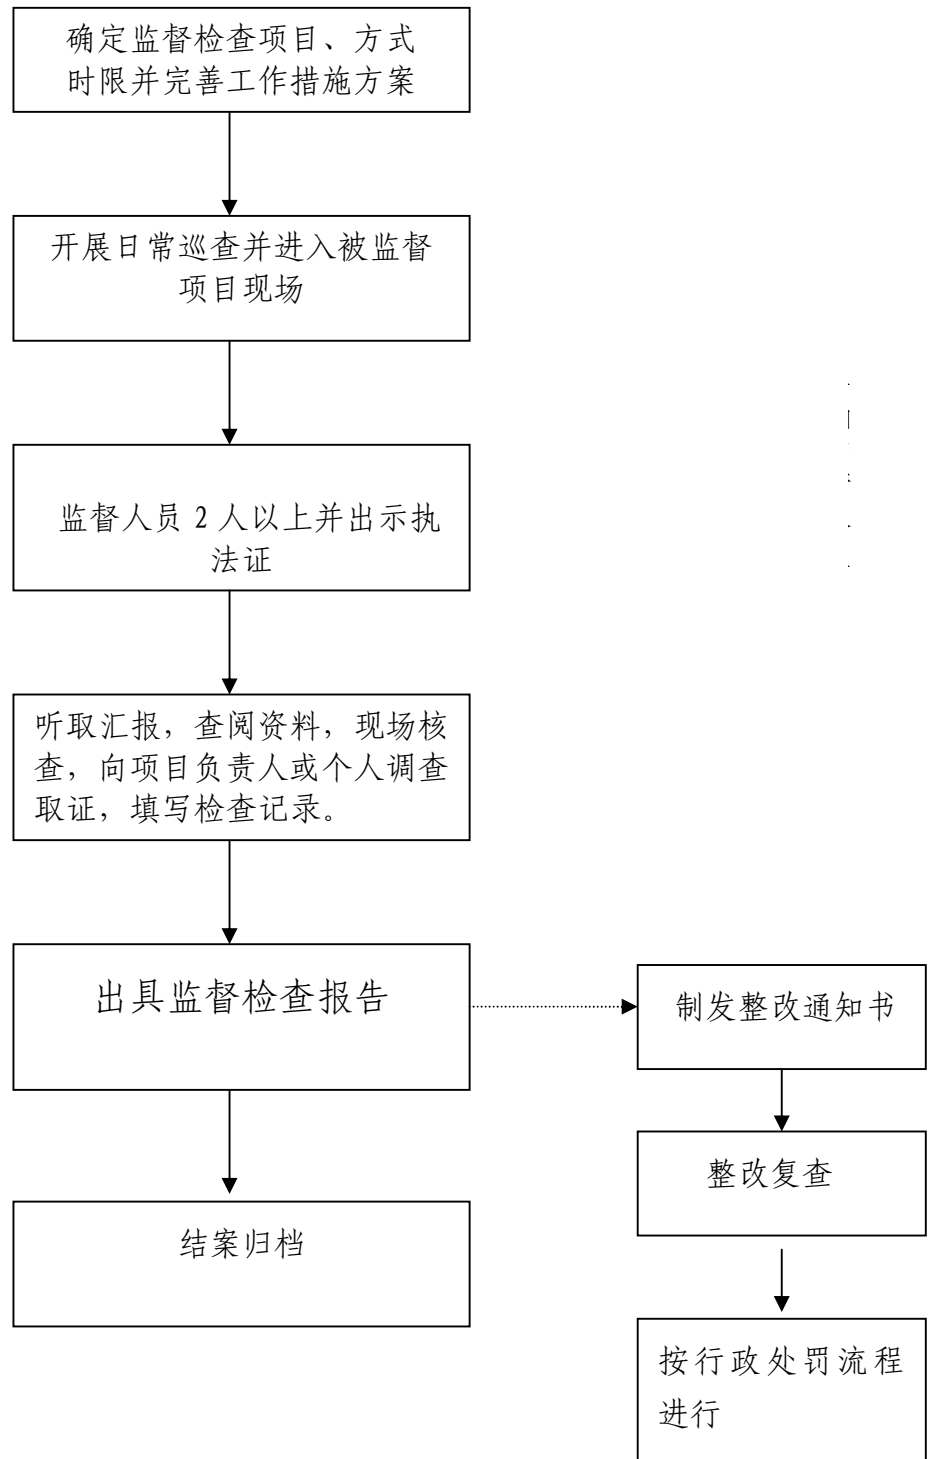 确定监督检查项目、方式
时限并完善工作措施方案
开展日常巡查并进入被监督
项目现场
监督人员 2 人以上并出示执
法证
听取汇报，查阅资料，现场核
查，向项目负责人或个人调查
取证，填写检查记录。
出具监督检查报告
制发整改通知书
整改复查
结案归档
按行政处罚流程
进行